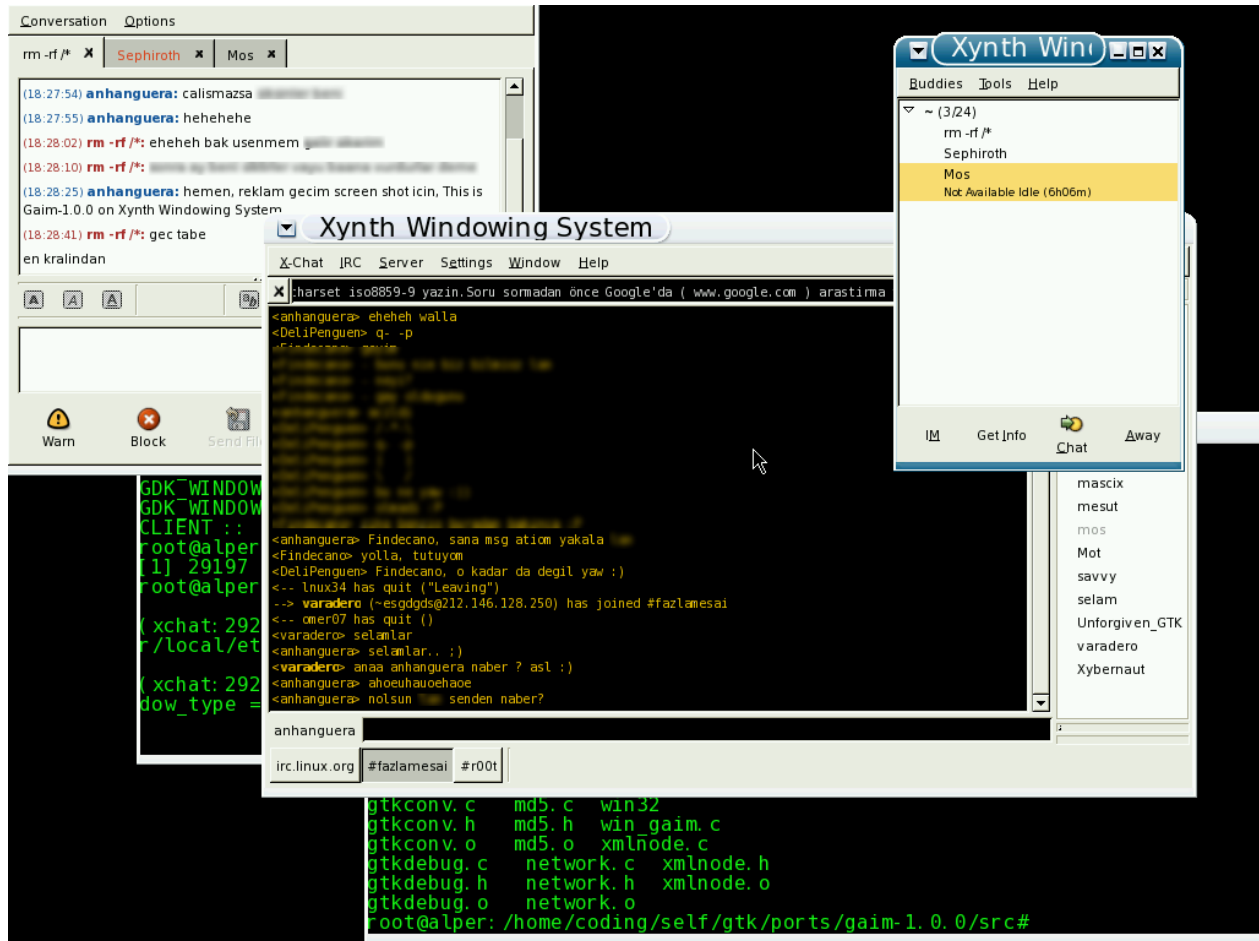 Conversation Options
rm -rf /* Sephiroth Mos
(18:27:54) anhanguera: calismazsa
(18:27:55) anhanguera: hehehehe
(18:28:02) rm -rf /*: eheheh bak usenmem
(18:28:10) rm -rf /*:
(18:28:25) anhanguera: hemen, reklam gecim screen shot icin, This is
Gaim-1.0.0 on Xynth Windowing System
(18:28:41) rm -rf /*: gec tabe
en kralindan
Warn Block Send Fil
Xynth Win
Buddies Tools Help
~ (3/24)
rm -rf /*
Sephiroth
Mos
Not Available Idle (6h06m)
IM Get Info Chat Away
Xynth Windowing System
X-Chat IRC Server Settings Window Help
charset iso8859-9 yazin.Soru sormadan önce Google'da ( www.google.com ) arastirma
<anhanguera> eheheh walla
<DeliPenguen> q- -p
<anhanguera> Findecano, sana msg atiom yakala
<Findecano> yolla, tutuyom
<DeliPenguen> Findecano, o kadar da degil yaw :)
<-- lnux34 has quit ("Leaving")
--> varadero (~esgdgds@212.146.128.250) has joined #fazlamesai
<-- omer07 has quit ()
<varadero> selamlar
<anhanguera> selamlar.. ;)
<varadero> anaa anhanguera naber ? asl :)
<anhanguera> ahoeuhauoehaoe
<anhanguera> nolsun senden naber?
anhanguera
irc.linux.org #fazlamesai #r00t
mascix
mesut
mos
Mot
savvy
selam
Unforgiven_GTK
varadero
Xybernaut
GDK_WINDOW
GDK_WINDOW
CLIENT ::
root@alper
[1] 29197
root@alper
(xchat:292
r/local/et
(xchat:292
dow_type =
gtkconv.c md5.c win32
gtkconv.h md5.h win_gaim.c
gtkconv.o md5.o xmlnode.c
gtkdebug.c network.c xmlnode.h
gtkdebug.h network.h xmlnode.o
gtkdebug.o network.o
root@alper:/home/coding/self/gtk/ports/gaim-1.0.0/src#